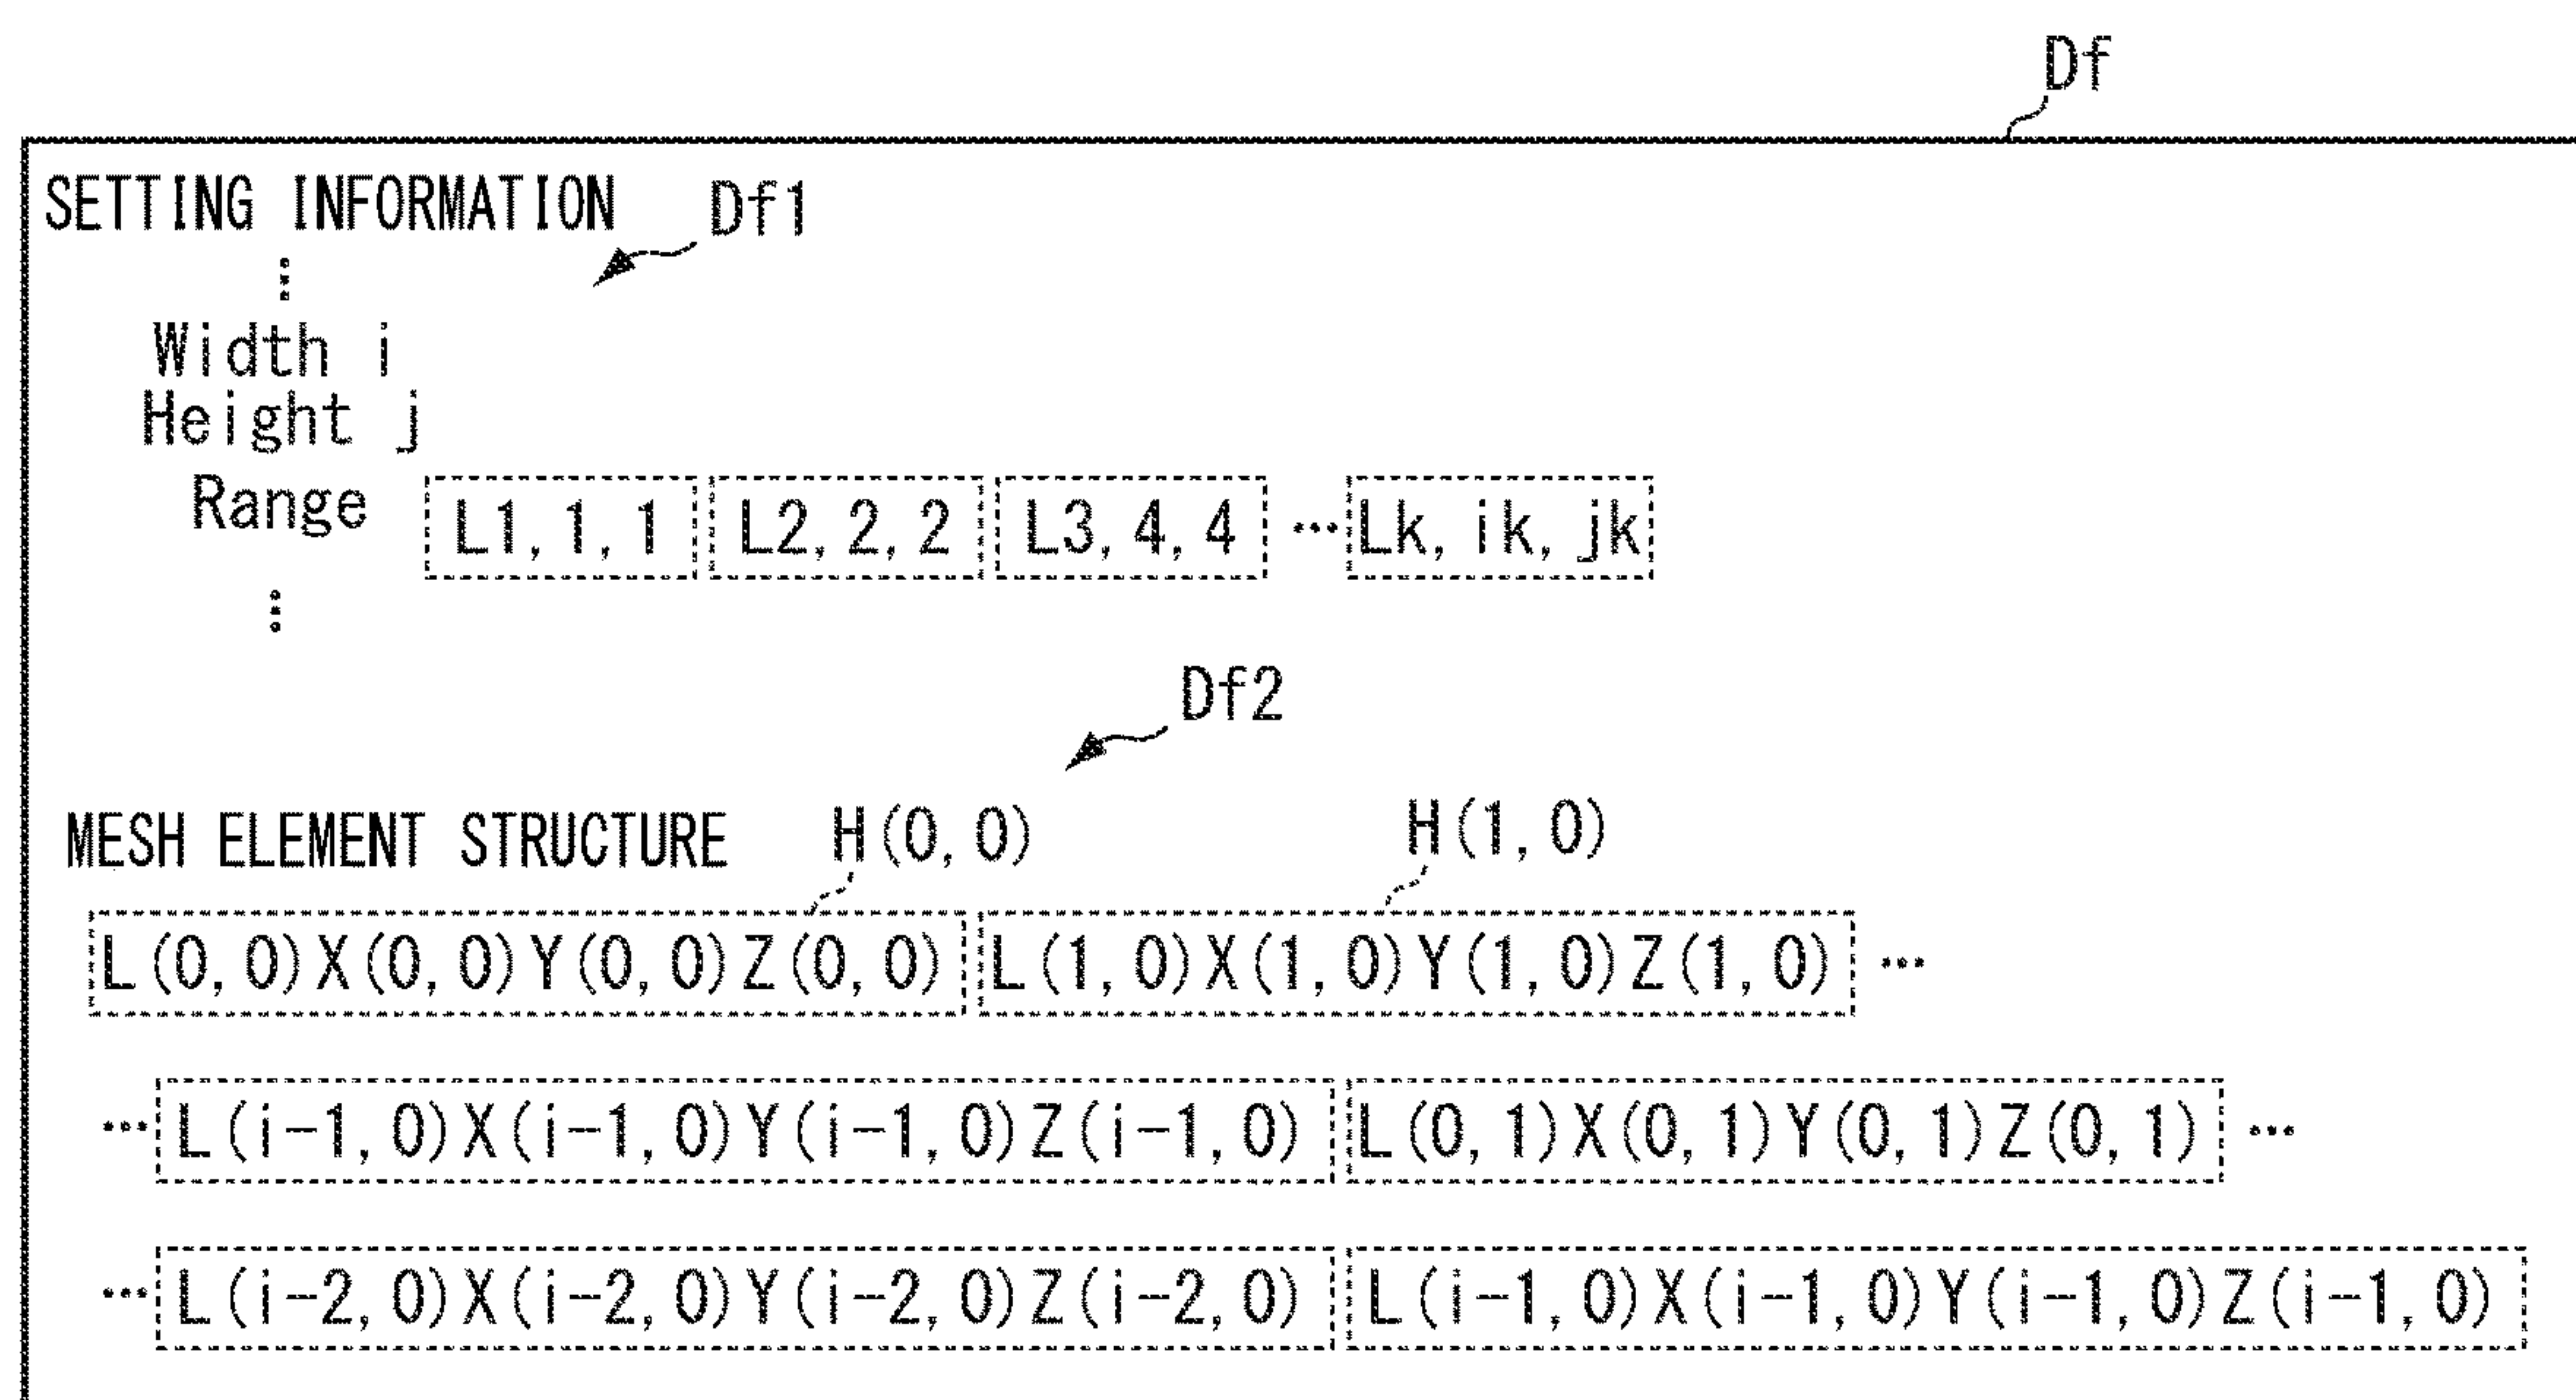 Df
SETTING INFORMATION Df1
⋮
Width i
Height j
Range L1, 1, 1 L2, 2, 2 L3, 4, 4 … Lk, ik, jk
⋮
Df2
MESH ELEMENT STRUCTURE H(0, 0) H(1, 0)
L(0, 0)X(0, 0)Y(0, 0)Z(0, 0) L(1, 0)X(1, 0)Y(1, 0)Z(1, 0) …
… L(i-1, 0)X(i-1, 0)Y(i-1, 0)Z(i-1, 0) L(0, 1)X(0, 1)Y(0, 1)Z(0, 1) …
… L(i-2, 0)X(i-2, 0)Y(i-2, 0)Z(i-2, 0) L(i-1, 0)X(i-1, 0)Y(i-1, 0)Z(i-1, 0)